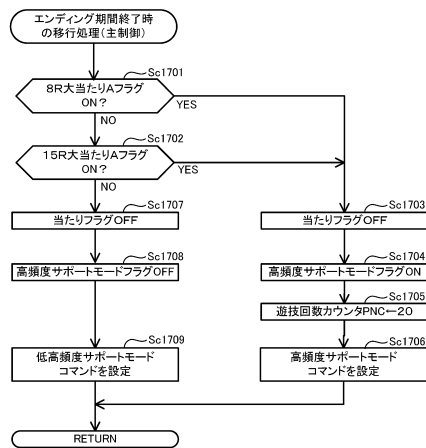 エンディング期間終了時
の移行処理(主制御)
Sc1701
8R大当たりAフラグ
ON?
YES
NO
Sc1702
15R大当たりAフラグ
ON?
YES
NO
Sc1707
当たりフラグOFF
Sc1703
当たりフラグOFF
Sc1708
高頻度サポートモードフラグOFF
Sc1704
高頻度サポートモードフラグON
Sc1705
遊技回数カウンタPNC←20
Sc1709
低高頻度サポートモード
コマンドを設定
Sc1706
高頻度サポートモード
コマンドを設定
RETURN